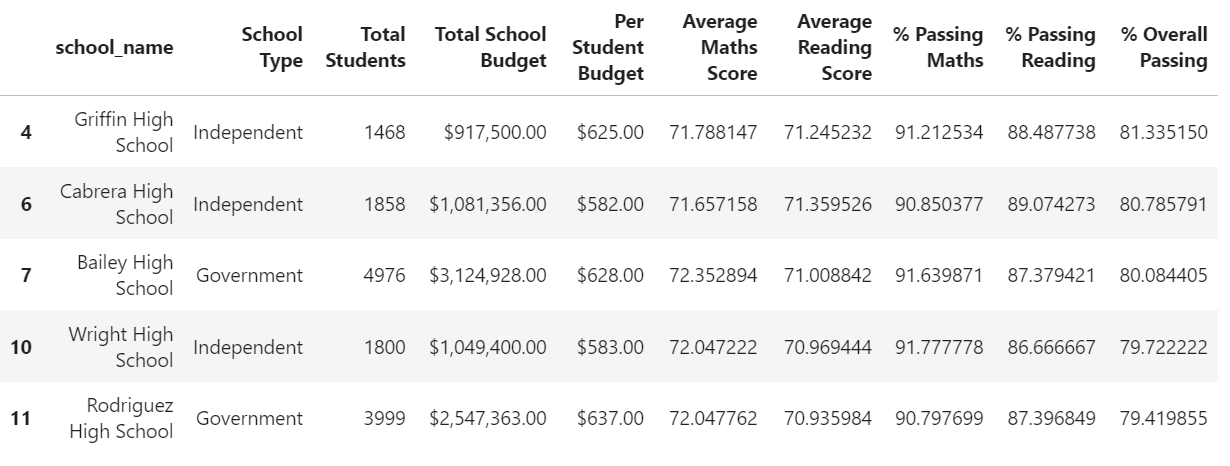 school_name School Type Total Students Total School Budget Per Student Budget Average Maths Score Average Reading Score % Passing Maths % Passing Reading % Overall Passing
4 Griffin High School Independent 1468 $917,500.00 $625.00 71.788147 71.245232 91.212534 88.487738 81.335150
6 Cabrera High School Independent 1858 $1,081,356.00 $582.00 71.657158 71.359526 90.850377 89.074273 80.785791
7 Bailey High School Government 4976 $3,124,928.00 $628.00 72.352894 71.008842 91.639871 87.379421 80.084405
10 Wright High School Independent 1800 $1,049,400.00 $583.00 72.047222 70.969444 91.777778 86.666667 79.722222
11 Rodriguez High School Government 3999 $2,547,363.00 $637.00 72.047762 70.935984 90.797699 87.396849 79.419855